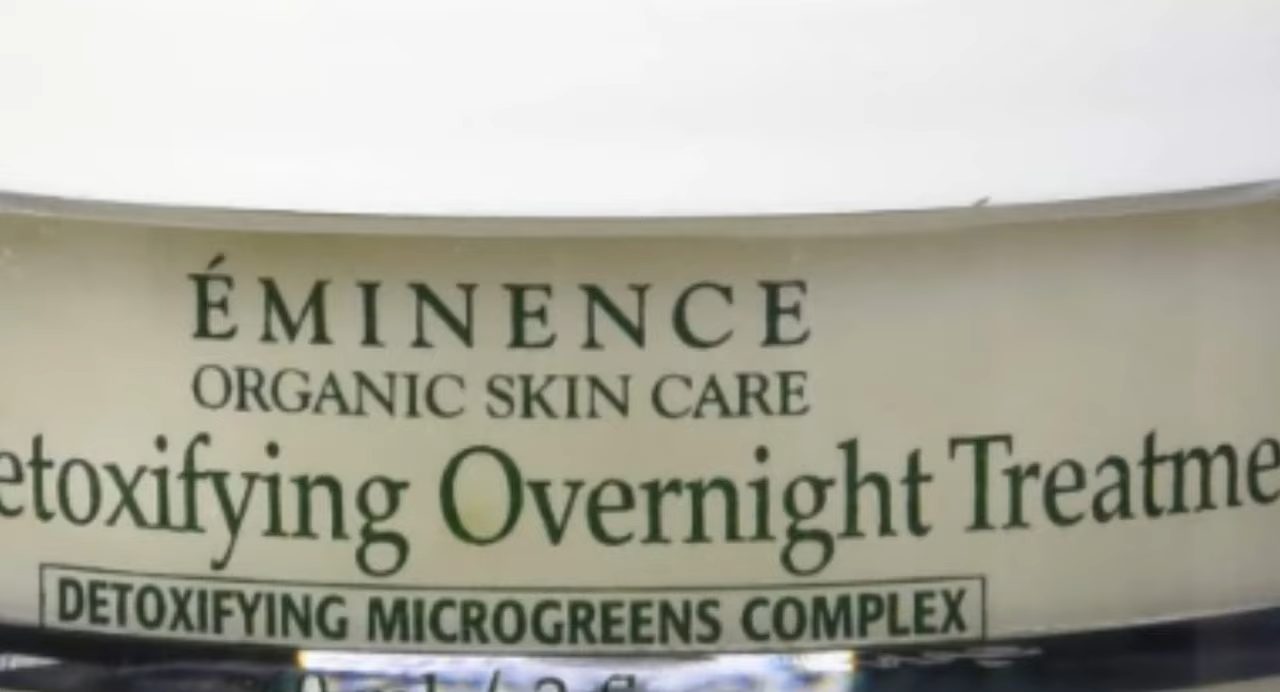 ÉMINENCE
ORGANIC SKIN CARE
etoxifying Overnight Treatme
DETOXIFYING MICROGREENS COMPLEX